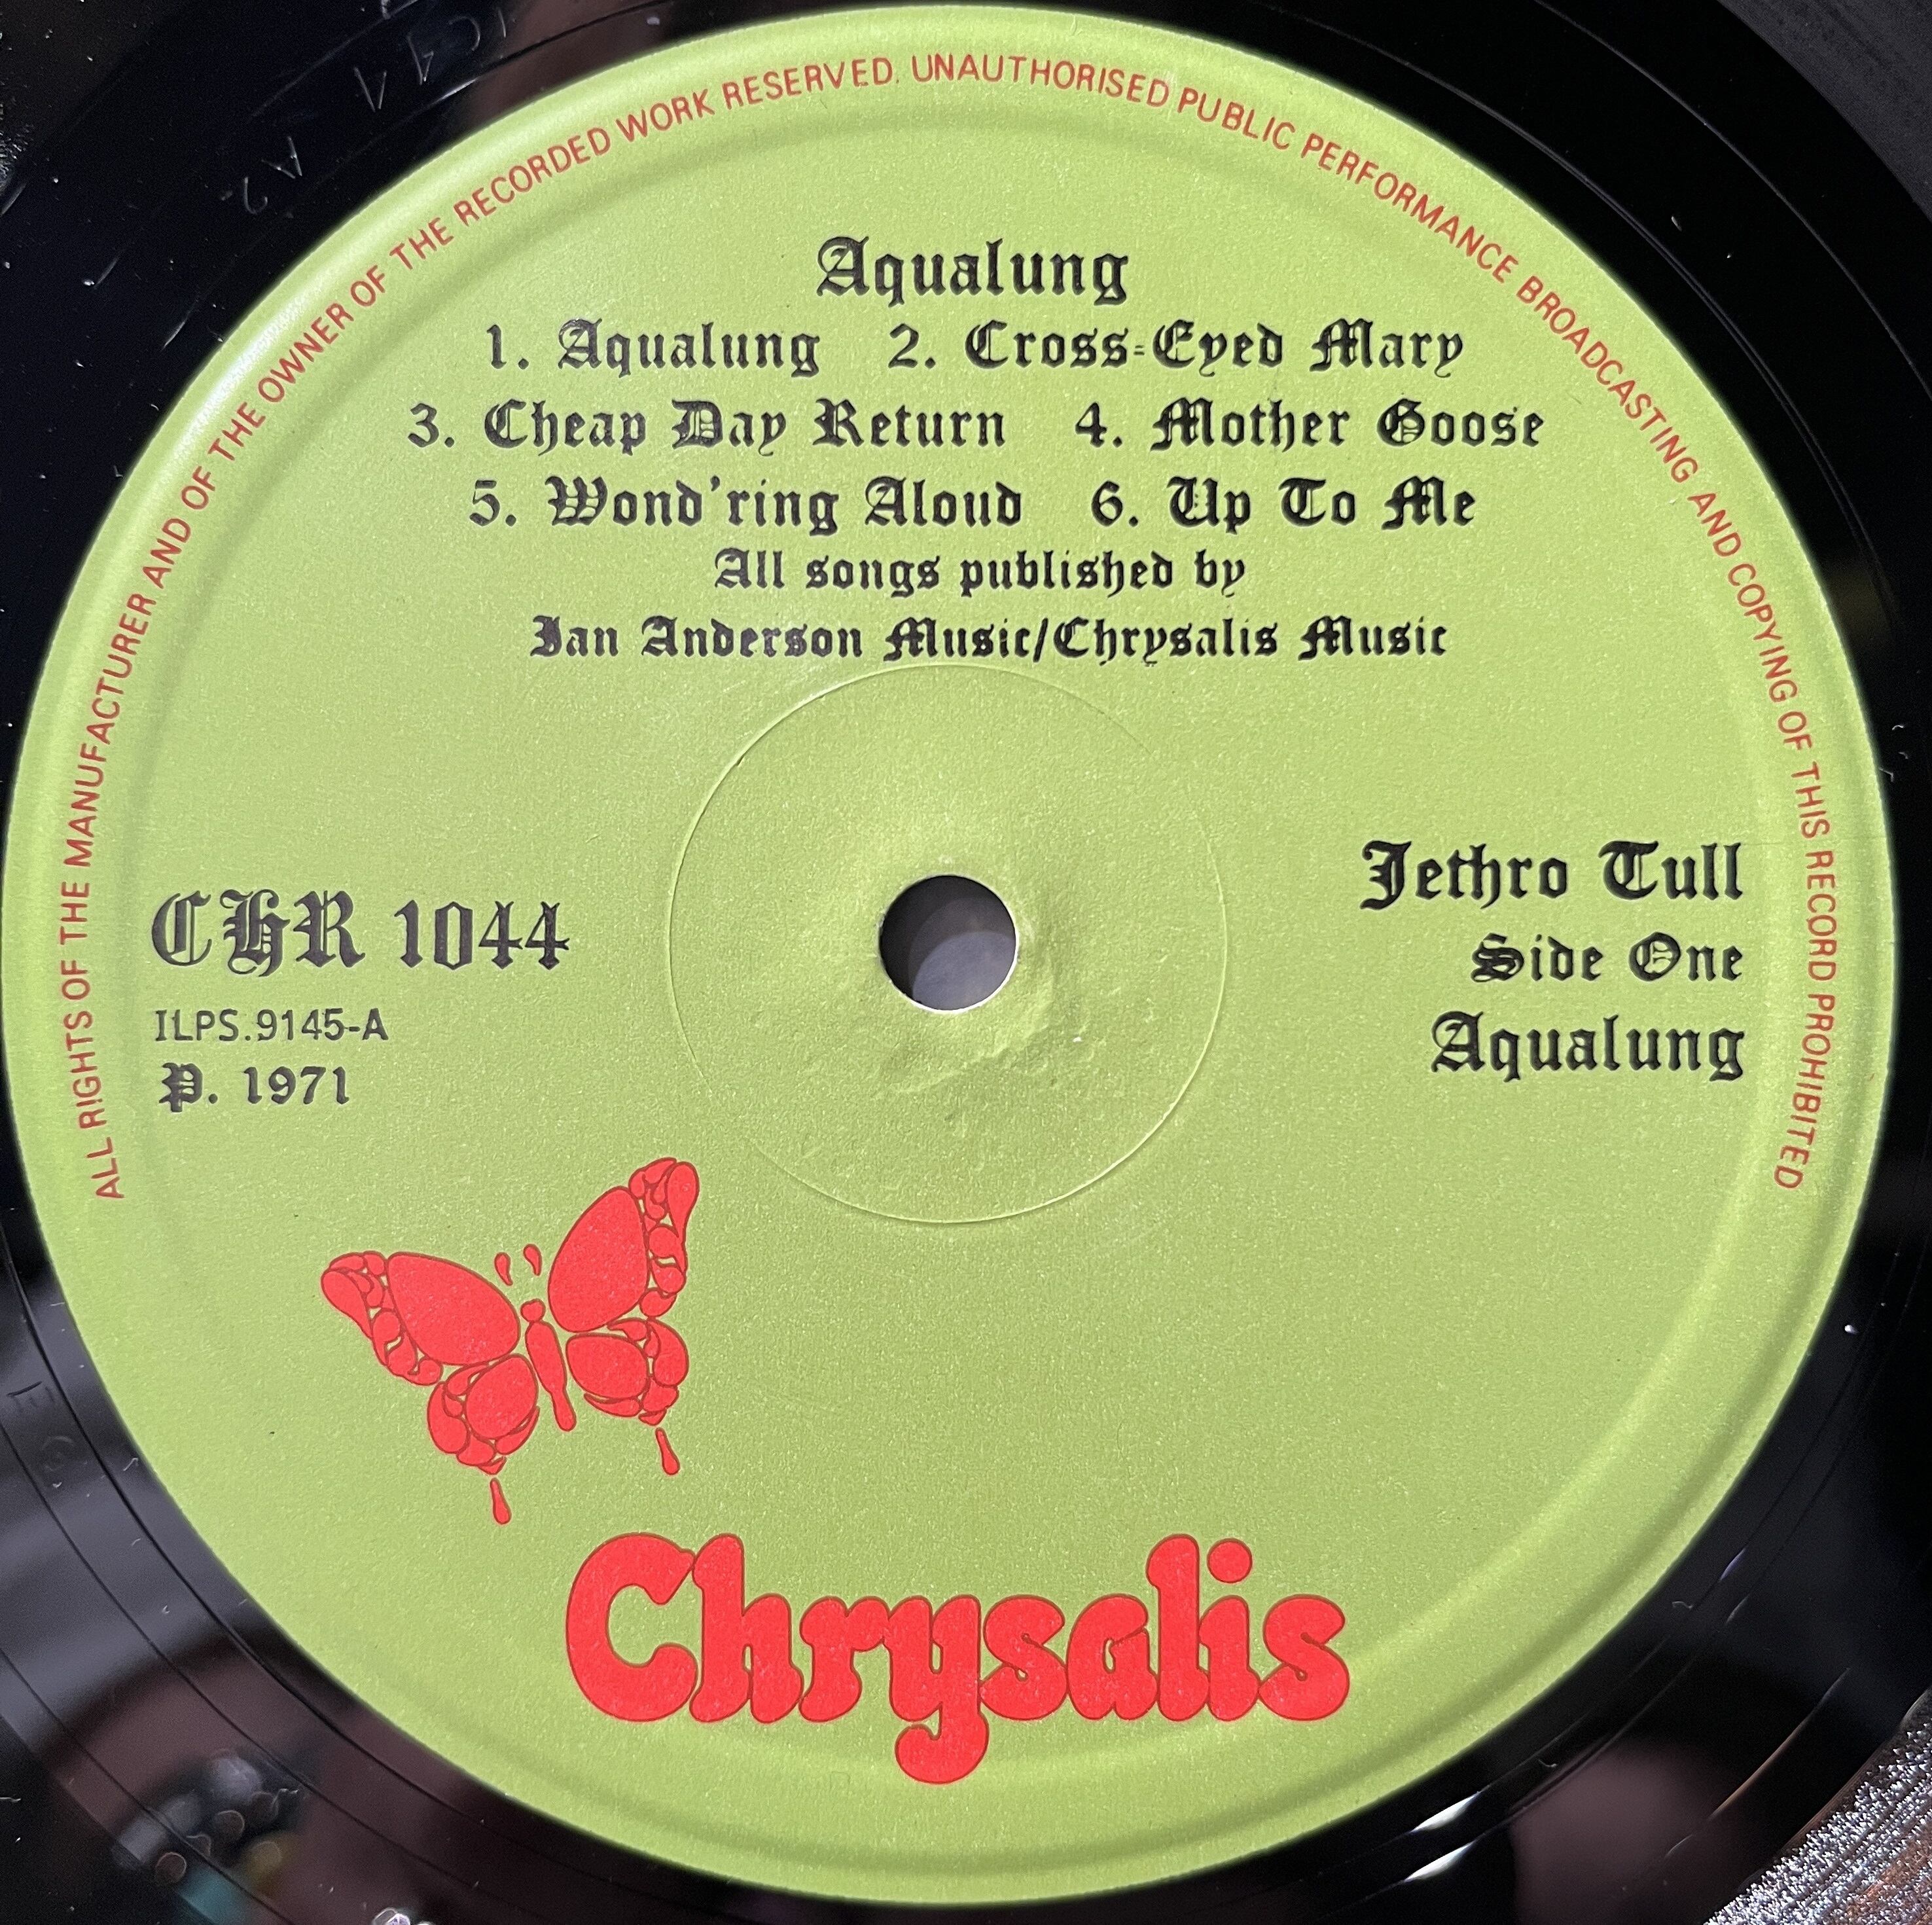 ALL RIGHTS OF THE MANUFACTURER AND OF THE OWNER OF THE RECORDED WORK RESERVED. UNAUTHORISED PUBLIC PERFORMANCE BROADCASTING AND COPYING OF THIS RECORD PROHIBITED
Aqualung
1. Aqualung 2. Cross-Eyed Mary
3. Cheap Day Return 4. Mother Goose
5. Wond'ring Aloud 6. Up To Me
All songs published by
Ian Anderson Music/Chrysalis Music
CHR 1044
ILPS.9145-A
P. 1971
Jethro Tull
Side One
Aqualung
Chrysalis